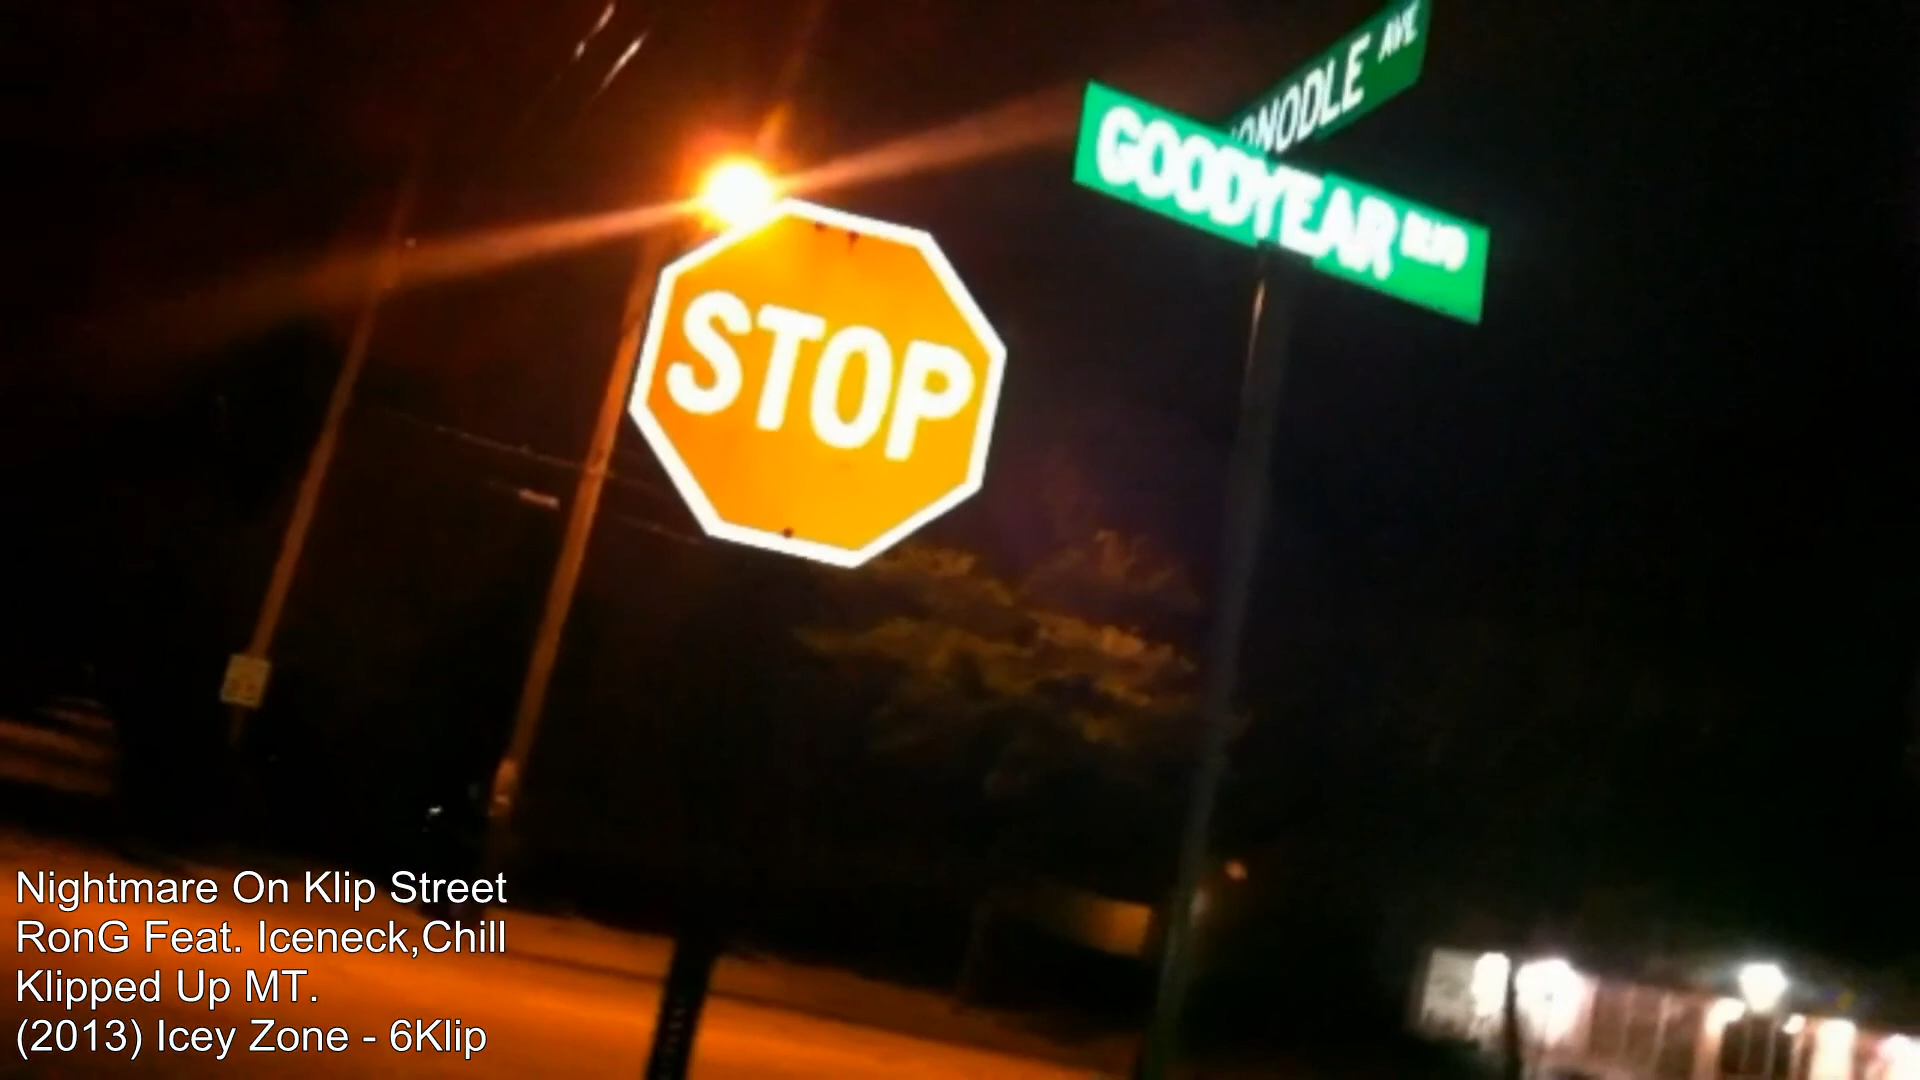 ONODLE AVE
GOODYEAR BLVD
STOP
Nightmare On Klip Street
RonG Feat. Iceneck,Chill
Klipped Up MT.
(2013) Icey Zone - 6Klip